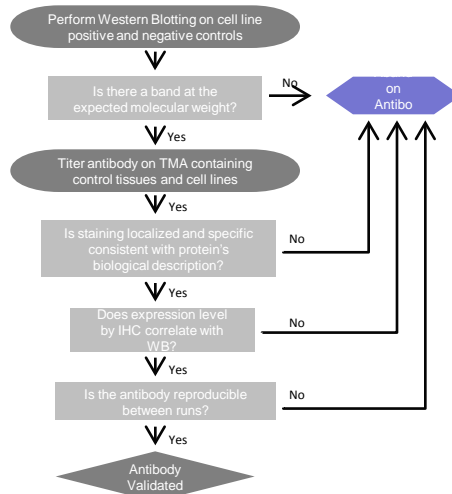 Perform Western Blotting on cell line
positive and negative controls
Is there a band at the
expected molecular weight?
No
on
Antibo
Yes
Titer antibody on TMA containing
control tissues and cell lines
Yes
Is staining localized and specific
consistent with protein's
biological description?
No
Yes
Does expression level
by IHC correlate with
WB?
No
Yes
Is the antibody reproducible
between runs?
No
Yes
Antibody
Validated